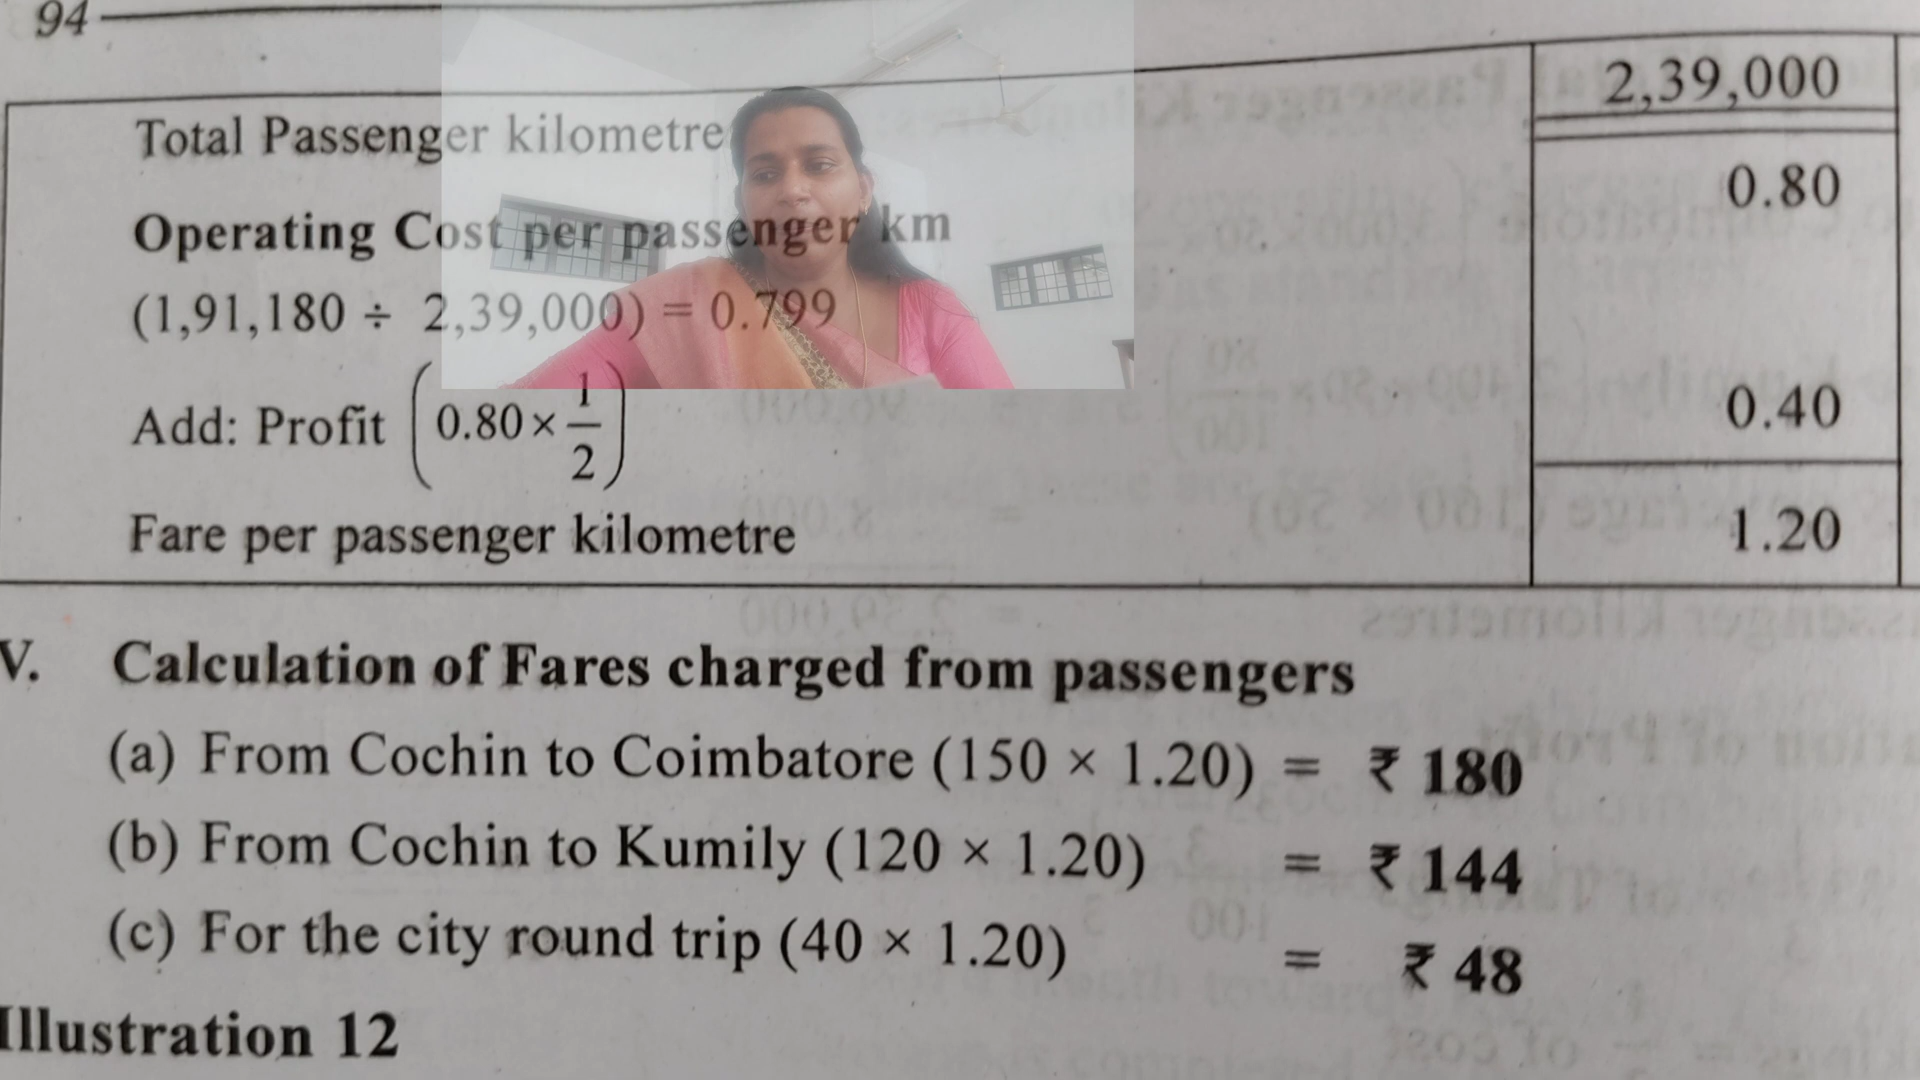 94
Total Passenger kilometre 2,39,000
Operating Cost per passenger km 0.80
(1,91,180 ÷ 2,39,000) = 0.799
Add: Profit (0.80 × 1/2) 0.40
Fare per passenger kilometre 1.20
V. Calculation of Fares charged from passengers
(a) From Cochin to Coimbatore (150 × 1.20) = ₹ 180
(b) From Cochin to Kumily (120 × 1.20) = ₹ 144
(c) For the city round trip (40 × 1.20) = ₹ 48
Illustration 12